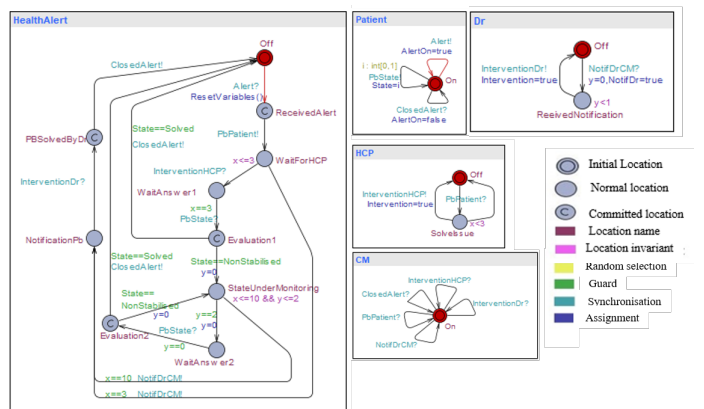 HealthAlert
Off
ClosedAlert!
Alert?
ResetVariables()
ReceivedAlert
State==Solved
ClosedAlert!
PbPatient!
PBSolvedByDr
x<=3
WaitForHCP
InterventionHCP?
InterventionDr?
WaitAnswer1
x==3
PbState?
NotificationPb
Evaluation1
State==Solved
ClosedAlert!
State==NonStabilised
y=0
StateUnderMonitoring
x<=10 && y<=2
State==
NonStabilised
y=0
y==2
y=0
PbState?
Evaluation2
y==0
WaitAnswer2
x==10 NotifDrCM!
x==3 NotifDrCM!
Patient
Alert!
AlertOn=true
i : int[0,1]
PbState!
State=i
On
ClosedAlert?
AlertOn=false
Dr
Off
InterventionDr!
Intervention=true
NotifDrCM?
y=0,NotifDr=true
y<1
ReeivedNotification
HCP
Off
InterventionHCP!
Intervention=true
PbPatient?
x<3
SolveIssue
CM
InterventionHCP?
ClosedAlert?
InterventionDr?
PbPatient?
On
NotifDrCM?
Initial Location
Normal location
Committed location
Location name
Location invariant
Random selection
Guard
Synchronisation
Assignment